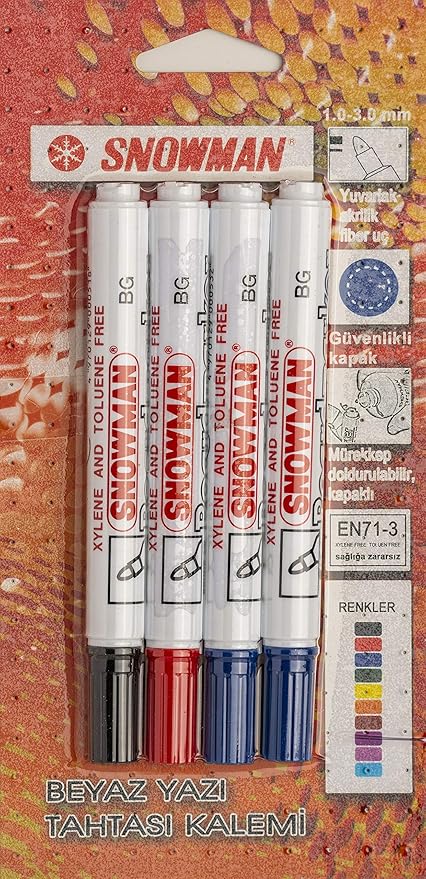 SNOWMAN®
1.0-3.0 mm
Yuvarlak
akrilik
fiber uç
Güvenlikli
kapak
Mürekkep
doldurulabilir,
kapaklı
EN71-3
XYLENE FREE TOLUEN FREE
sağlığa zararsız
RENKLER
BG
XYLENE AND TOLUENE FREE
SNOWMAN®
BG
XYLENE AND TOLUENE FREE
SNOWMAN®
BG
XYLENE AND TOLUENE FREE
SNOWMAN®
BG
XYLENE AND TOLUENE FREE
SNOWMAN®
BEYAZ YAZI
TAHTASI KALEMİ